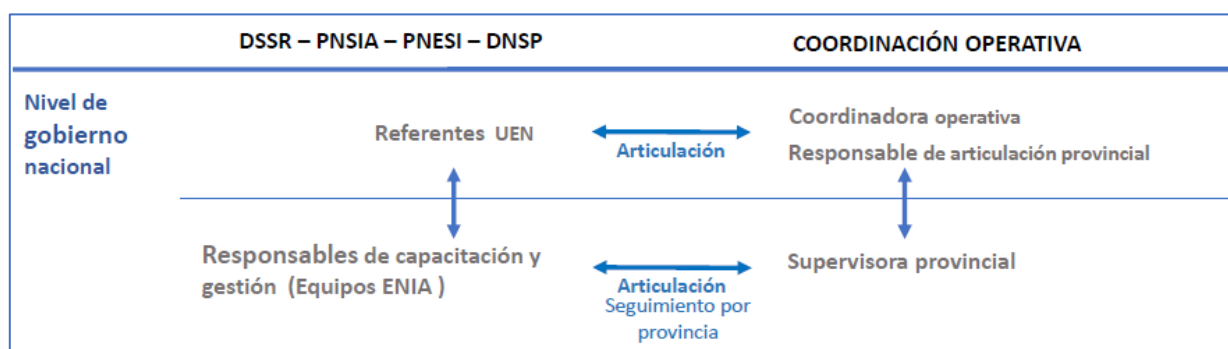 DSSR – PNSIA – PNESI – DNSP
COORDINACIÓN OPERATIVA
Nivel de
gobierno
nacional
Referentes UEN
Articulación
Coordinadora operativa
Responsable de articulación provincial
Responsables de capacitación y
gestión (Equipos ENIA )
Articulación
Seguimiento por
provincia
Supervisora provincial